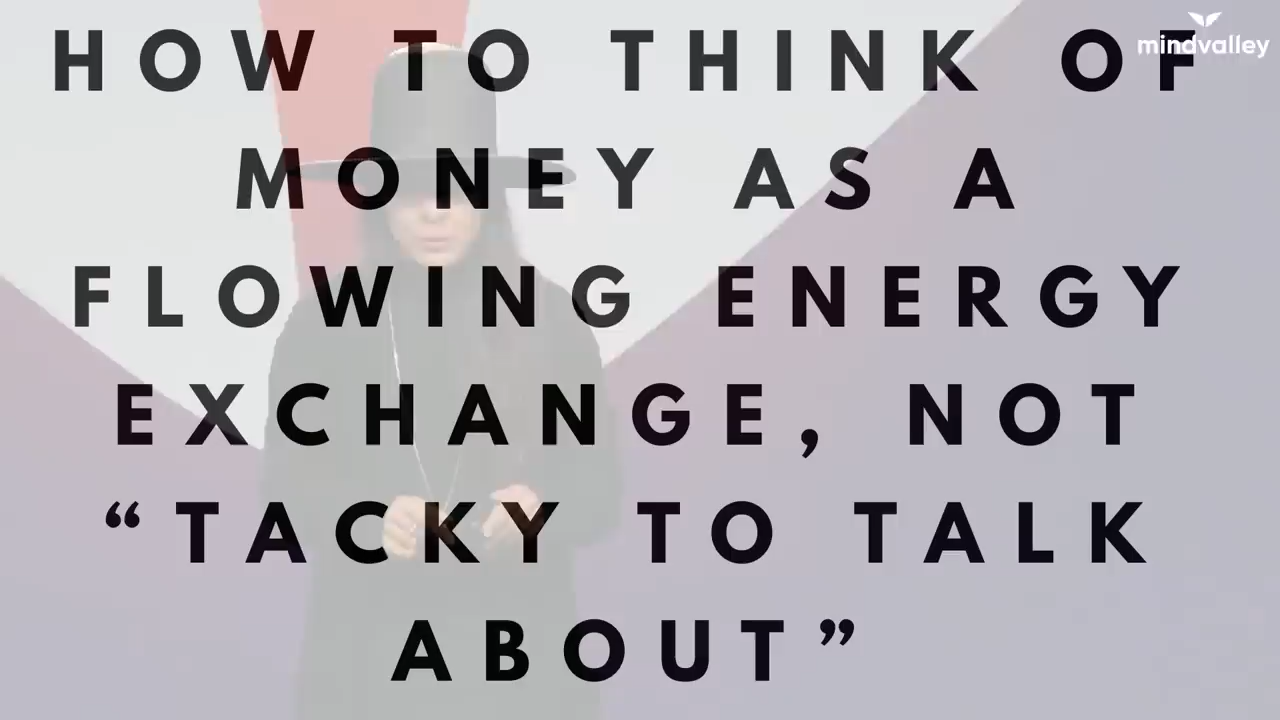 mindvalley
HOW TO THINK OF
MONEY AS A
FLOWING ENERGY
EXCHANGE, NOT
“TACKY TO TALK
ABOUT”